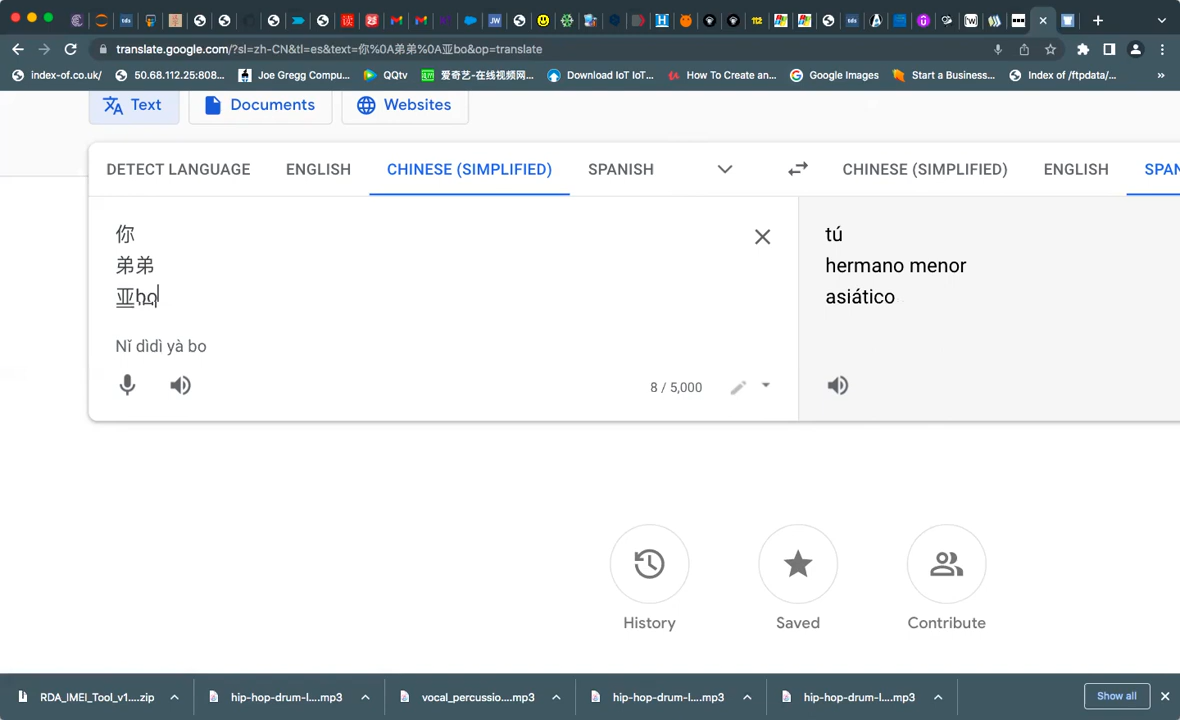 translate.google.com/?sl=zh-CN&tl=es&text=你%0A弟弟%0A亚bo&op=translate
index-of.co.uk/ 50.68.112.25:808... Joe Gregg Compu... QQtv 爱奇艺-在线视频网... Download IoT IoT... How To Create an... Google Images Start a Business... Index of /ftpdata/... »
Text Documents Websites
DETECT LANGUAGE ENGLISH CHINESE (SIMPLIFIED) SPANISH CHINESE (SIMPLIFIED) ENGLISH SPAN
你 tú
弟弟 hermano menor
亚bo asiático
Nǐ dìdì yà bo
8 / 5,000
History Saved Contribute
RDA_IMEI_Tool_v1....zip hip-hop-drum-l....mp3 vocal_percussio....mp3 hip-hop-drum-l....mp3 hip-hop-drum-l....mp3 Show all